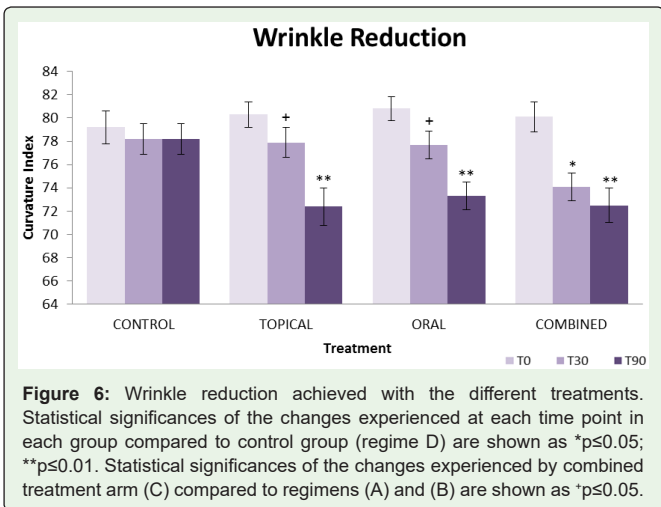 Wrinkle Reduction
84
82
80
78
76
74
72
70
68
66
64
Curvature Index
+
**
+
**
*
**
CONTROL TOPICAL ORAL COMBINED
Treatment
T0 T30 T90
Figure 6: Wrinkle reduction achieved with the different treatments.
Statistical significances of the changes experienced at each time point in
each group compared to control group (regime D) are shown as *p≤0.05;
**p≤0.01. Statistical significances of the changes experienced by combined
treatment arm (C) compared to regimens (A) and (B) are shown as ⁺p≤0.05.